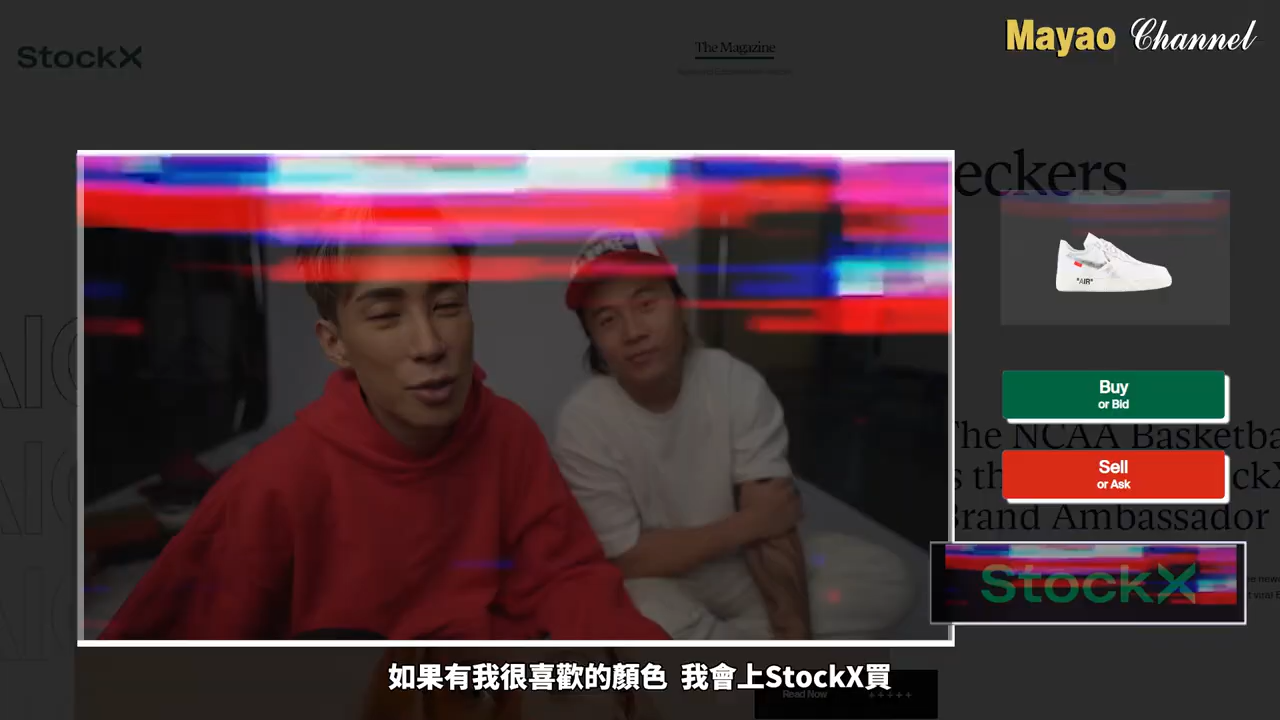 StockX
The Magazine
Mayao Channel
eckers
"AIR"
Buy
or Bid
Sell
or Ask
The NCAA Basketba
s th
ckX
Brand Ambassador
StockX
Read Now
如果有我很喜歡的顏色 我會上StockX買